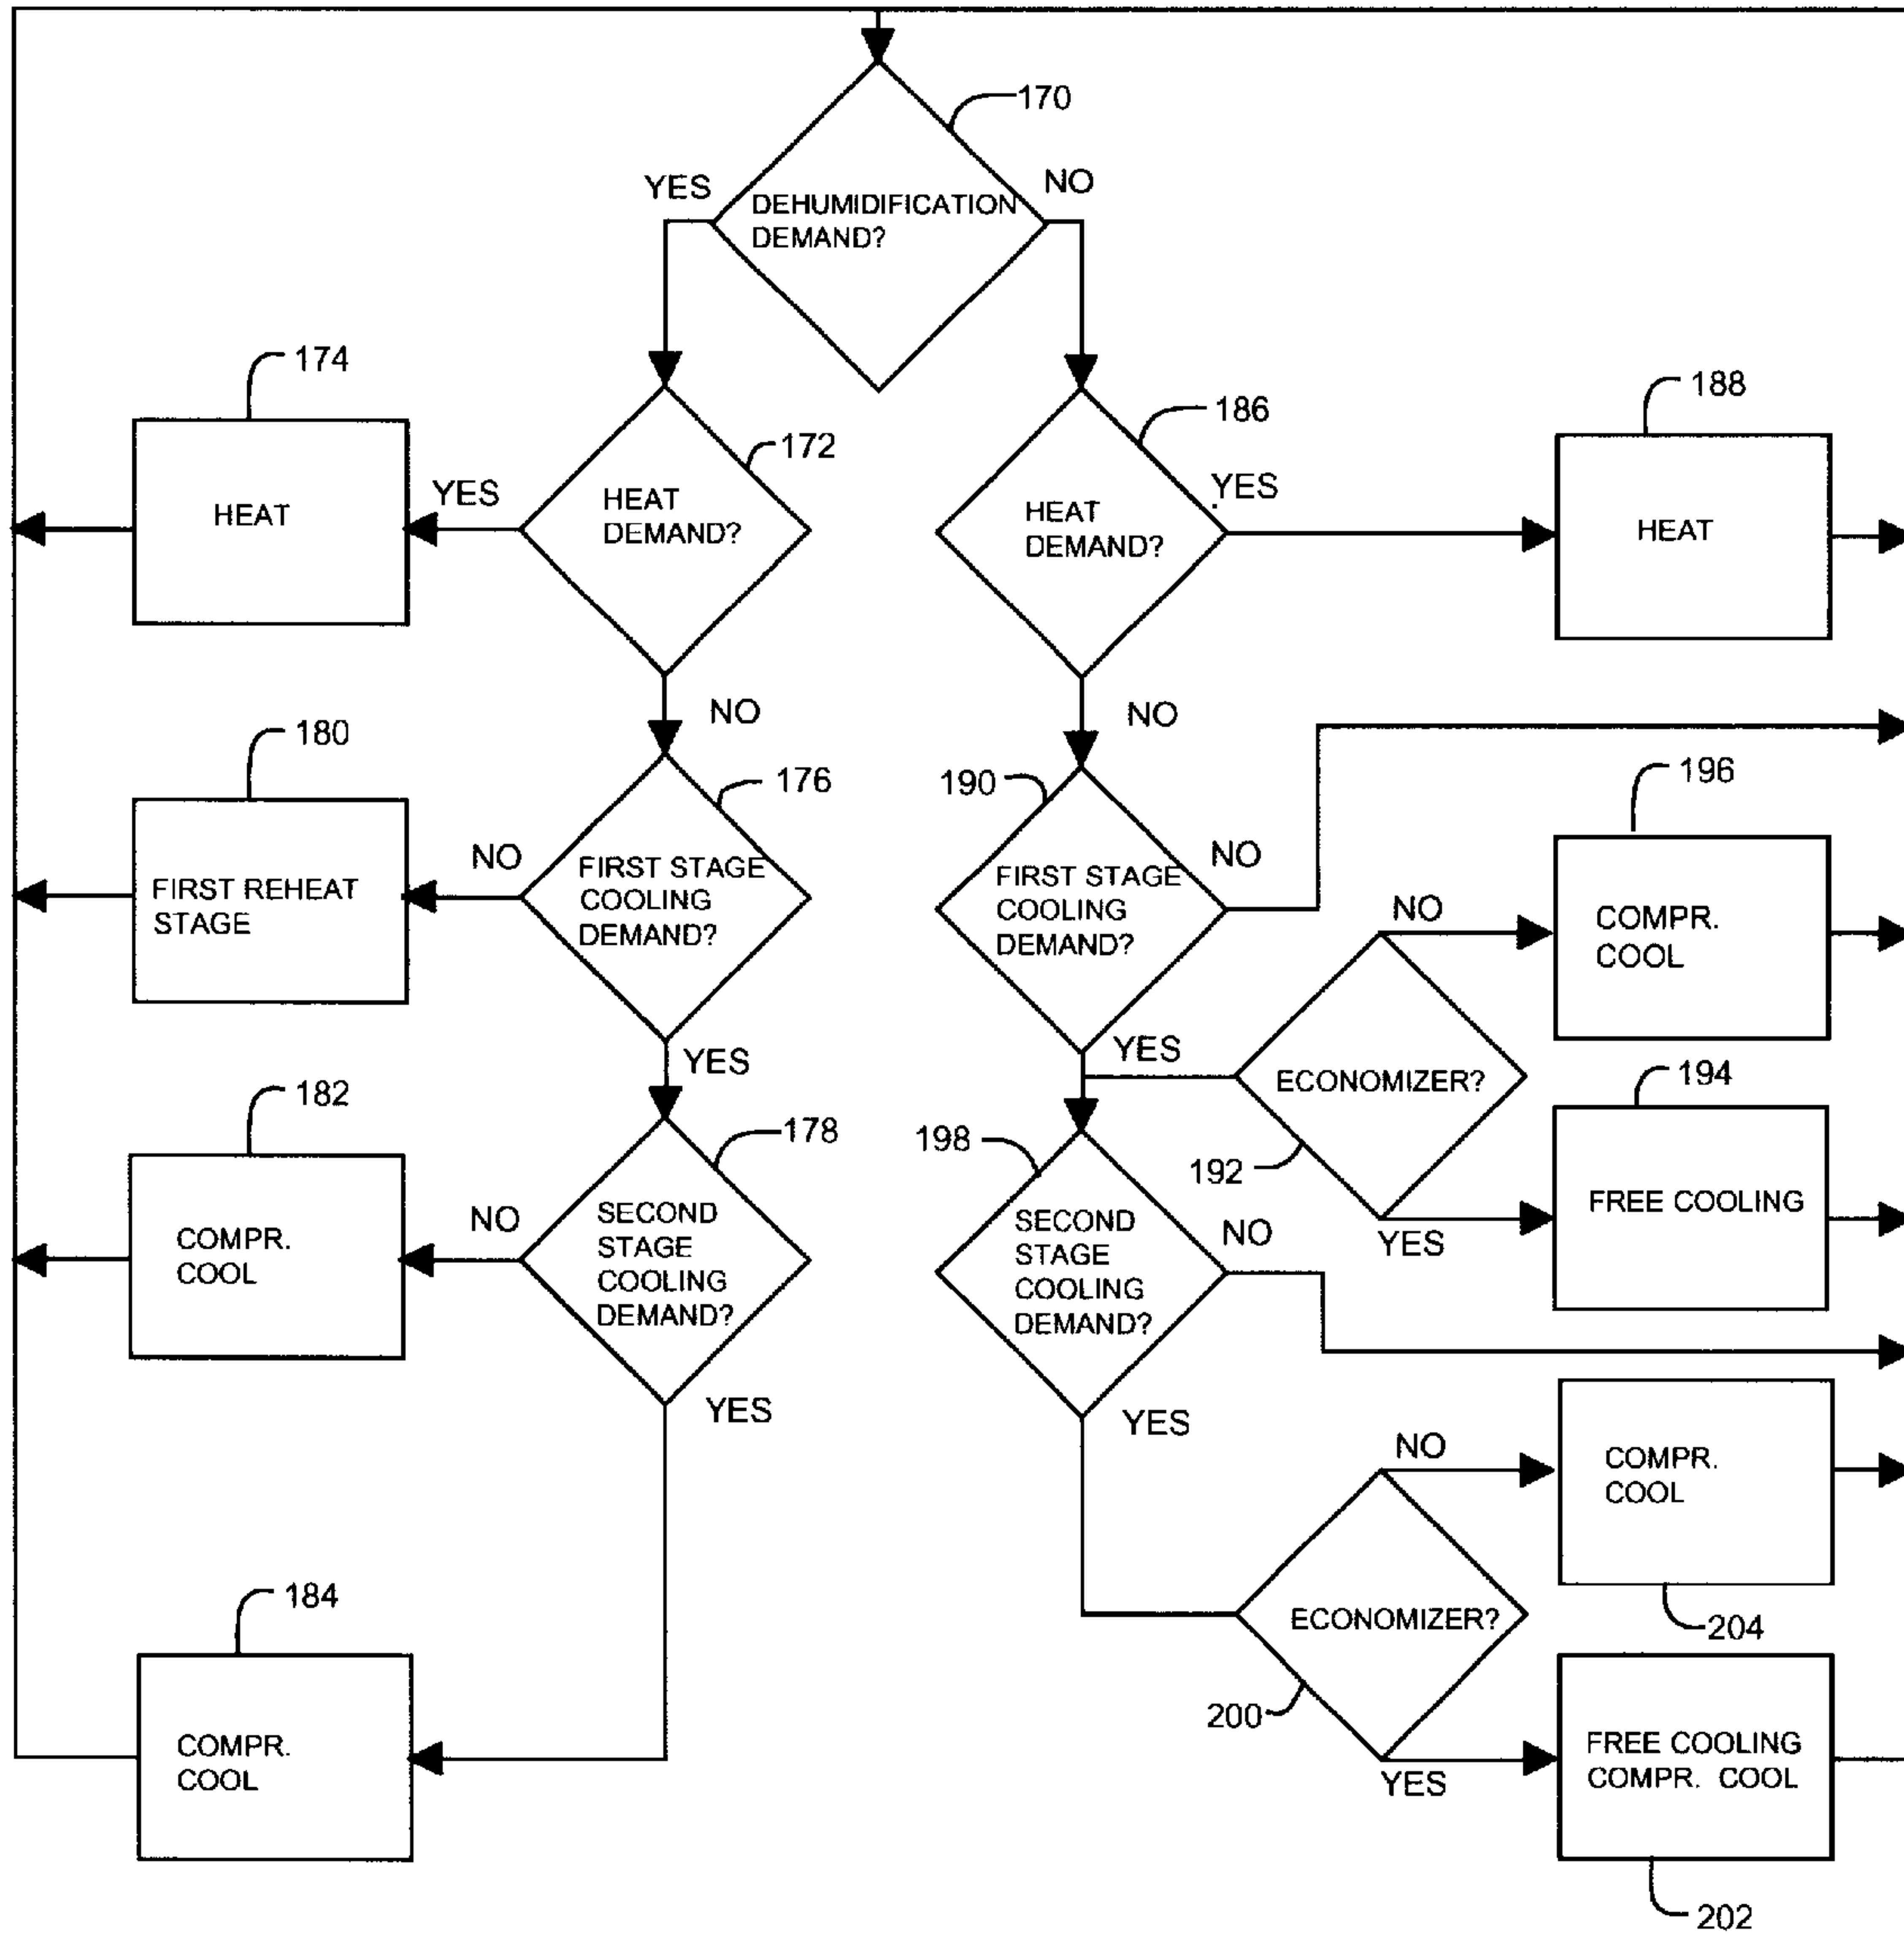 170
YES
NO
DEHUMIDIFICATION
DEMAND?
174
188
186
172
YES
YES
HEAT
HEAT
DEMAND?
HEAT
DEMAND?
HEAT
NO
NO
180
196
176
190
NO
NO
FIRST REHEAT
STAGE
FIRST STAGE
COOLING
DEMAND?
FIRST STAGE
COOLING
DEMAND?
NO
COMPR.
COOL
YES
YES
182
194
ECONOMIZER?
178
198
192
NO
SECOND
STAGE
COOLING
DEMAND?
SECOND
STAGE
COOLING
DEMAND?
NO
FREE COOLING
COMPR.
COOL
YES
YES
YES
NO
COMPR.
COOL
184
ECONOMIZER?
204
200
COMPR.
COOL
FREE COOLING
COMPR. COOL
YES
202